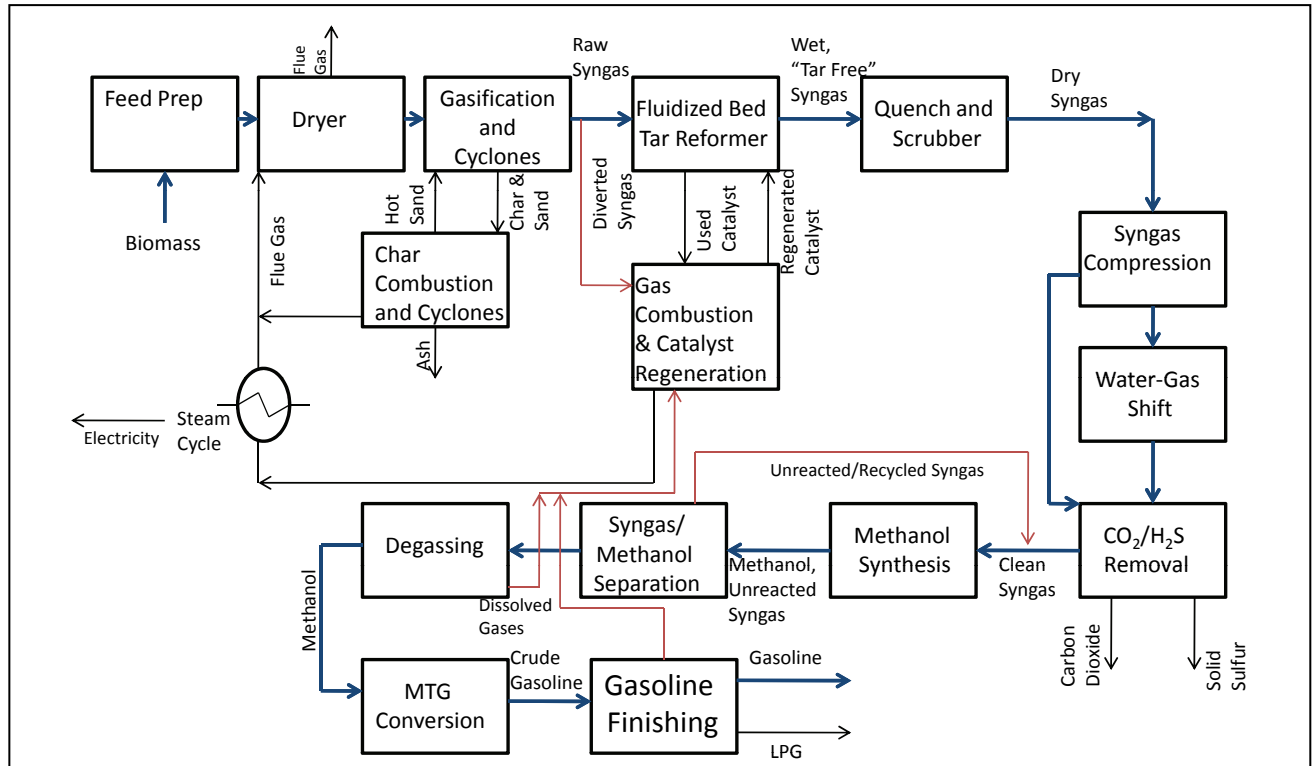 Feed Prep
Flue
Gas
Dryer
Gasification
and
Cyclones
Raw
Syngas
Fluidized Bed
Tar Reformer
Wet,
“Tar Free”
Syngas
Quench and
Scrubber
Dry
Syngas
Biomass
Flue Gas
Hot
Sand
Char &
Sand
Diverted
Syngas
Used
Catalyst
Regenerated
Catalyst
Char
Combustion
and Cyclones
Ash
Gas
Combustion
& Catalyst
Regeneration
Syngas
Compression
Water-Gas
Shift
Electricity
Steam
Cycle
Unreacted/Recycled Syngas
Degassing
Syngas/
Methanol
Separation
Methanol,
Unreacted
Syngas
Methanol
Synthesis
Clean
Syngas
CO2/H2S
Removal
Dissolved
Gases
Methanol
Carbon
Dioxide
Solid
Sulfur
MTG
Conversion
Crude
Gasoline
Gasoline
Finishing
Gasoline
LPG